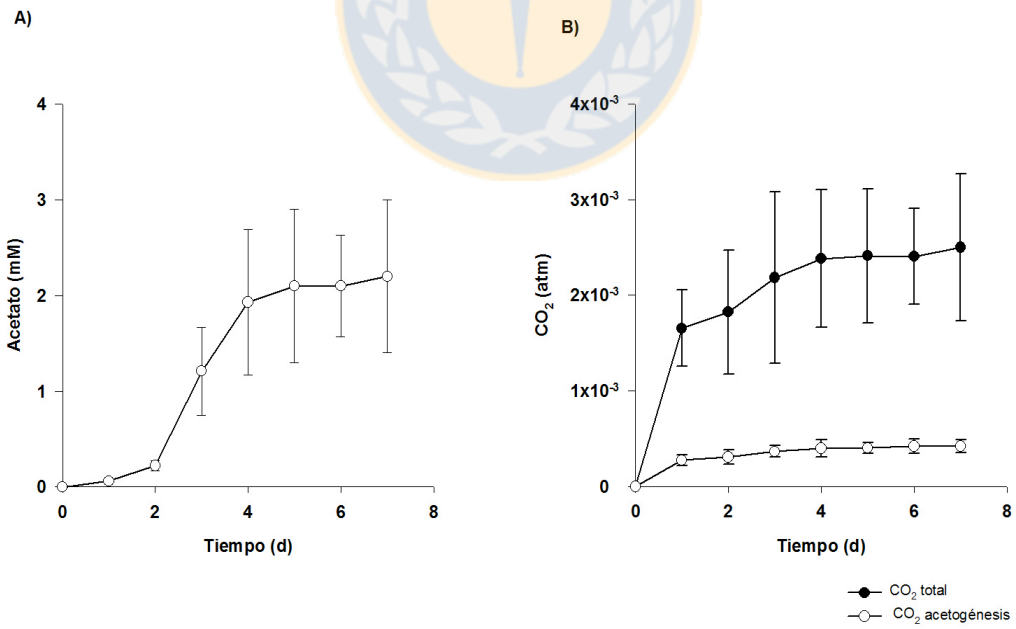 A)
B)
4
3
2
1
0
Acetato (mM)
0 2 4 6 8
Tiempo (d)
4x10⁻³
3x10⁻³
2x10⁻³
1x10⁻³
0
CO₂ (atm)
0 2 4 6 8
Tiempo (d)
CO₂ total
CO₂ acetogénesis